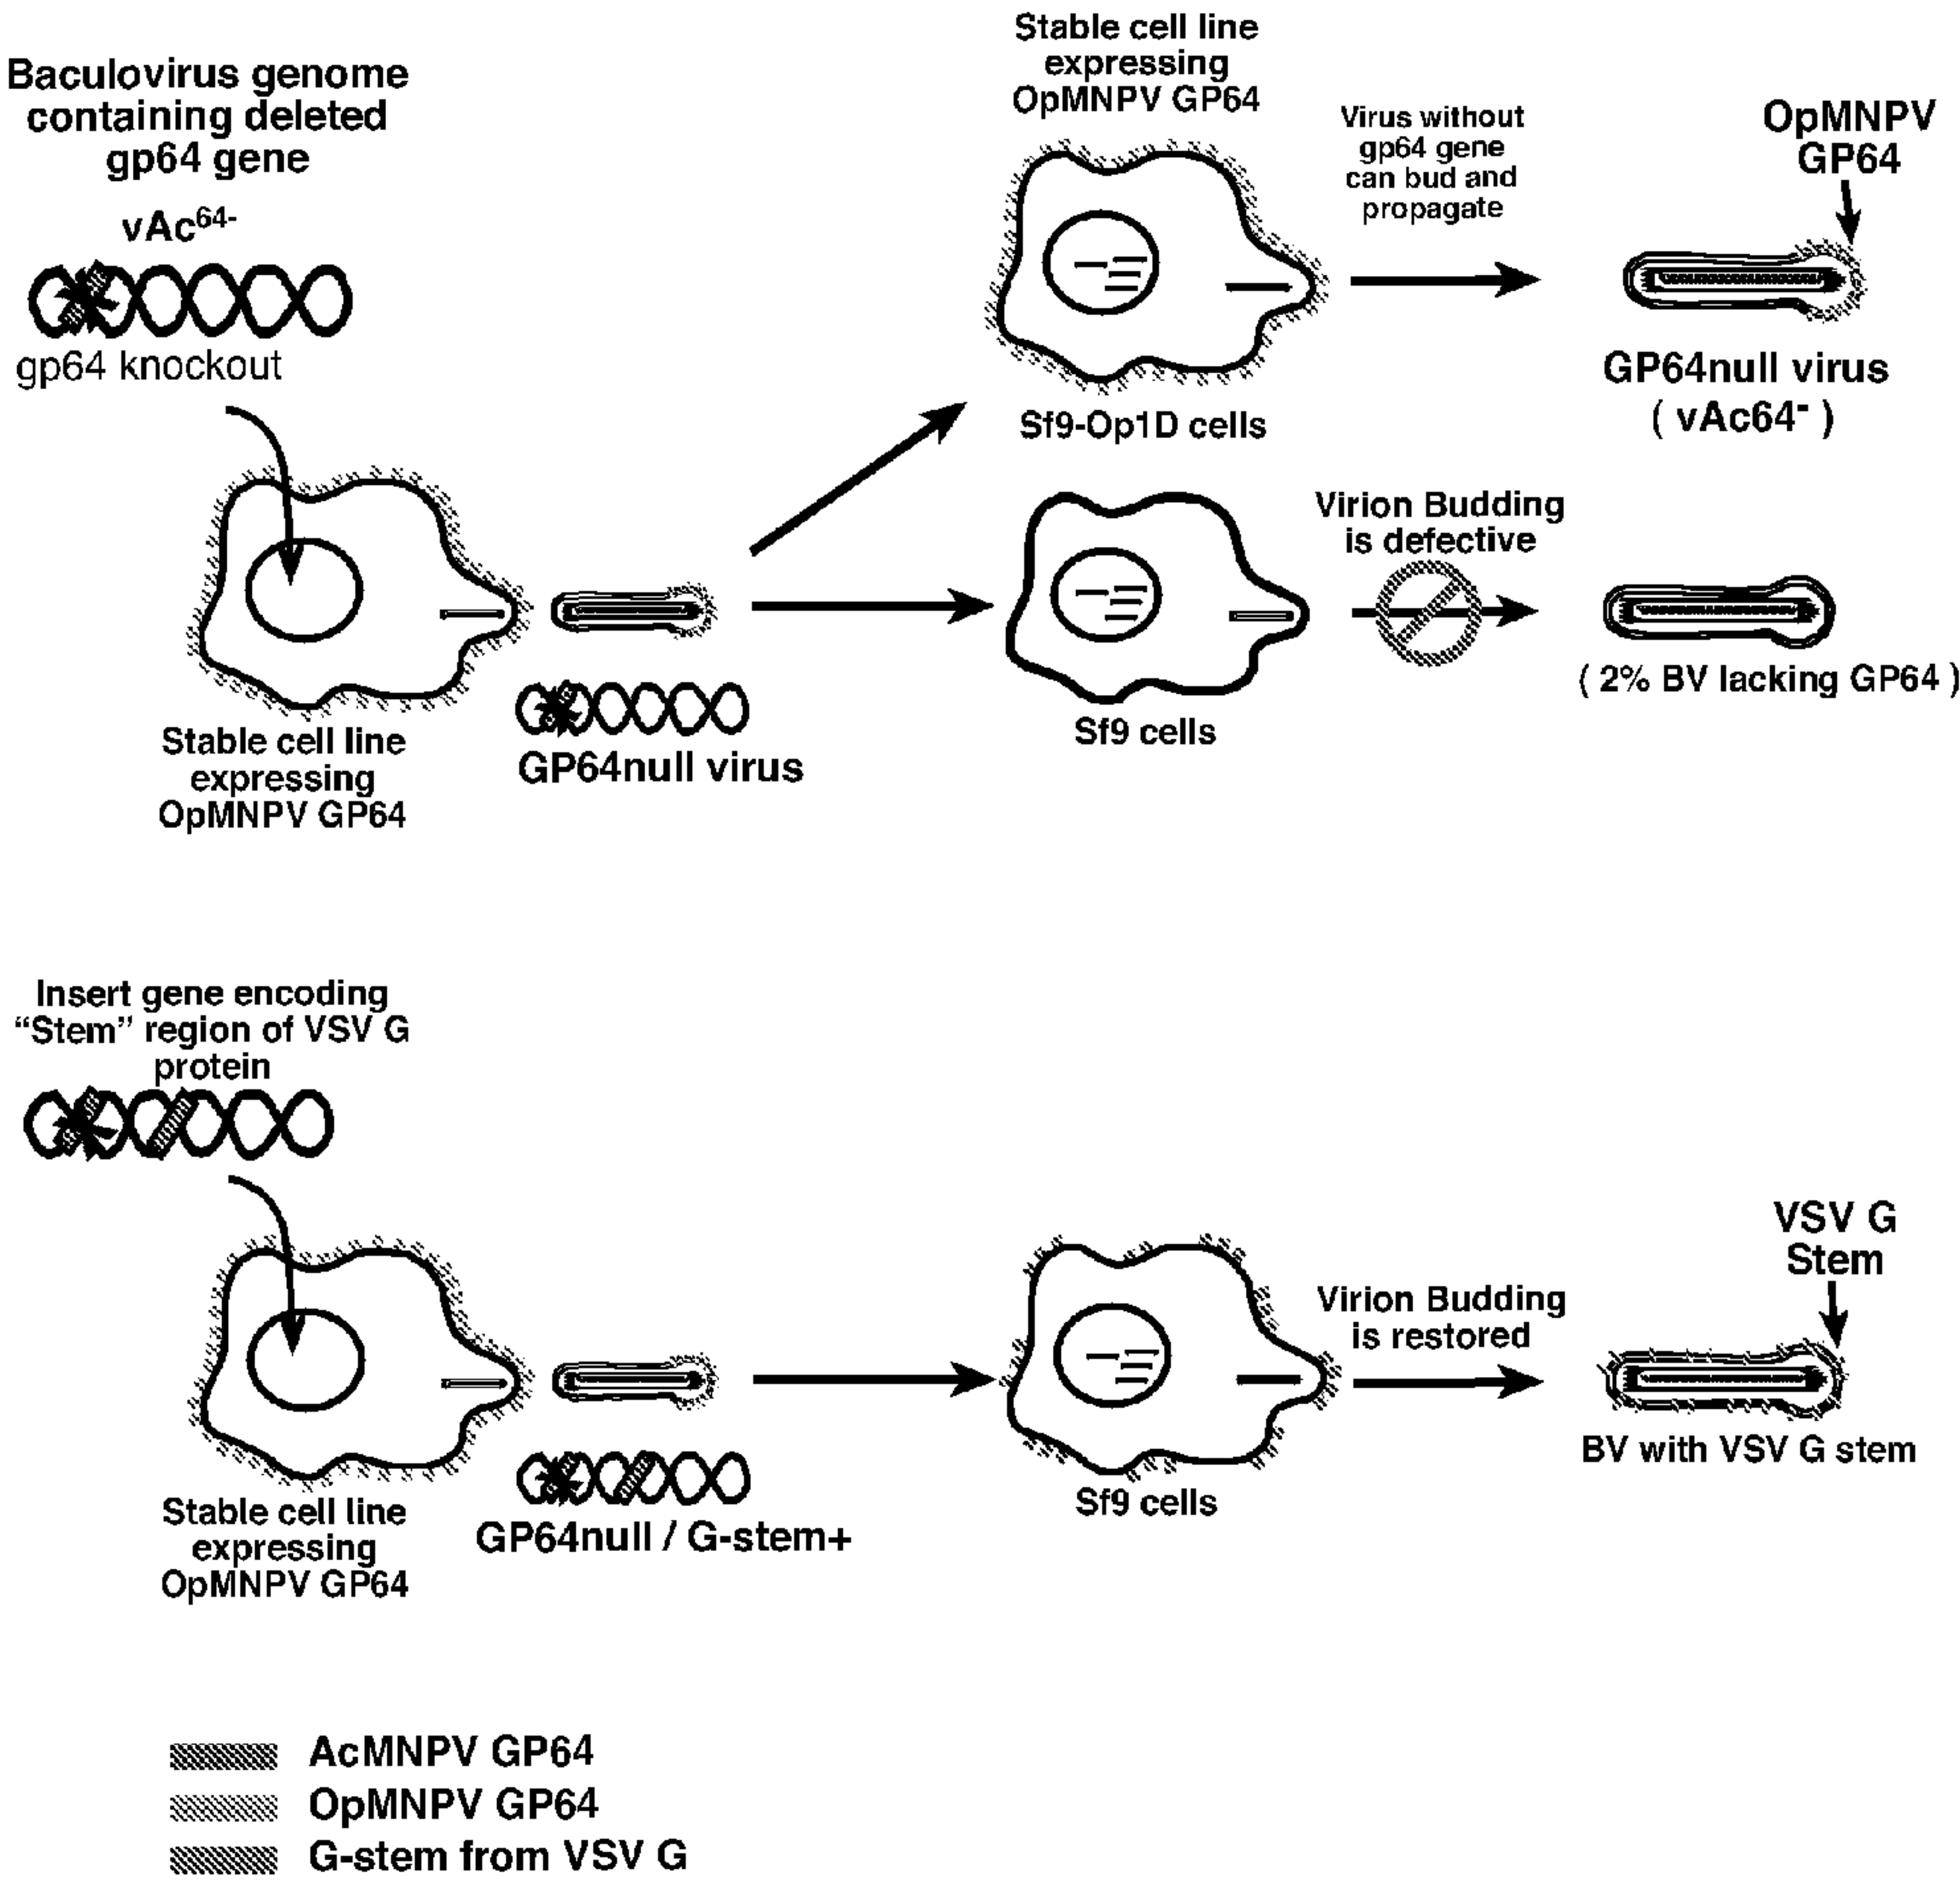 Baculovirus genome
containing deleted
gp64 gene
vAc64-
gp64 knockout
Stable cell line
expressing
OpMNPV GP64
GP64null virus
Stable cell line
expressing
OpMNPV GP64
Sf9-Op1D cells
Virus without
gp64 gene
can bud and
propagate
OpMNPV
GP64
GP64null virus
( vAc64- )
Sf9 cells
Virion Budding
is defective
( 2% BV lacking GP64 )
Insert gene encoding
“Stem” region of VSV G
protein
Stable cell line
expressing
OpMNPV GP64
GP64null / G-stem+
Sf9 cells
Virion Budding
is restored
VSV G
Stem
BV with VSV G stem
AcMNPV GP64
OpMNPV GP64
G-stem from VSV G